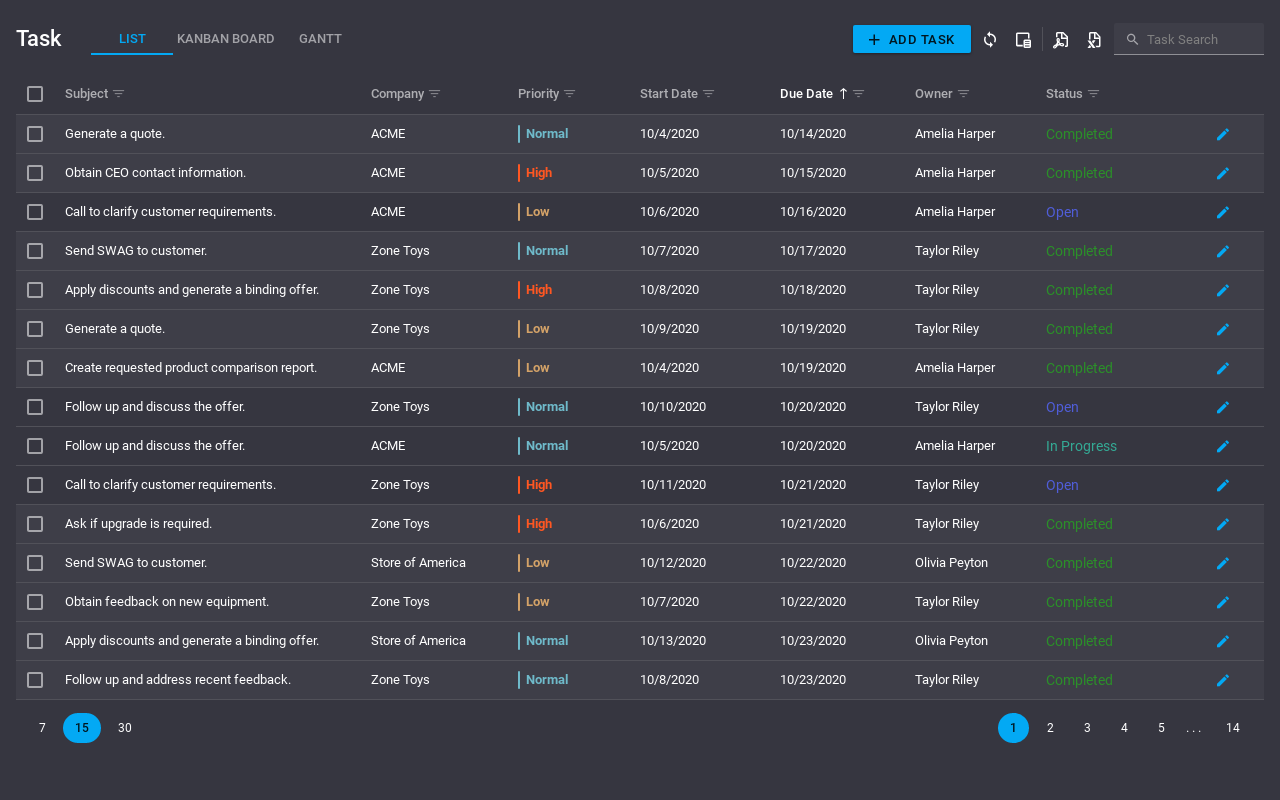 Task LIST KANBAN BOARD GANTT ADD TASK Task Search
Subject Company Priority Start Date Due Date Owner Status
Generate a quote. ACME Normal 10/4/2020 10/14/2020 Amelia Harper Completed
Obtain CEO contact information. ACME High 10/5/2020 10/15/2020 Amelia Harper Completed
Call to clarify customer requirements. ACME Low 10/6/2020 10/16/2020 Amelia Harper Open
Send SWAG to customer. Zone Toys Normal 10/7/2020 10/17/2020 Taylor Riley Completed
Apply discounts and generate a binding offer. Zone Toys High 10/8/2020 10/18/2020 Taylor Riley Completed
Generate a quote. Zone Toys Low 10/9/2020 10/19/2020 Taylor Riley Completed
Create requested product comparison report. ACME Low 10/4/2020 10/19/2020 Amelia Harper Completed
Follow up and discuss the offer. Zone Toys Normal 10/10/2020 10/20/2020 Taylor Riley Open
Follow up and discuss the offer. ACME Normal 10/5/2020 10/20/2020 Amelia Harper In Progress
Call to clarify customer requirements. Zone Toys High 10/11/2020 10/21/2020 Taylor Riley Open
Ask if upgrade is required. Zone Toys High 10/6/2020 10/21/2020 Taylor Riley Completed
Send SWAG to customer. Store of America Low 10/12/2020 10/22/2020 Olivia Peyton Completed
Obtain feedback on new equipment. Zone Toys Low 10/7/2020 10/22/2020 Taylor Riley Completed
Apply discounts and generate a binding offer. Store of America Normal 10/13/2020 10/23/2020 Olivia Peyton Completed
Follow up and address recent feedback. Zone Toys Normal 10/8/2020 10/23/2020 Taylor Riley Completed
7 15 30 1 2 3 4 5 . . . 14